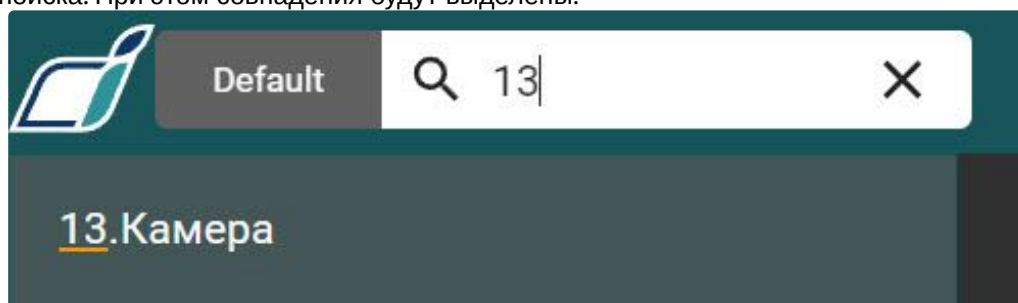 поиска. При этом совпадения будут выделены.
Default 13
13.Камера